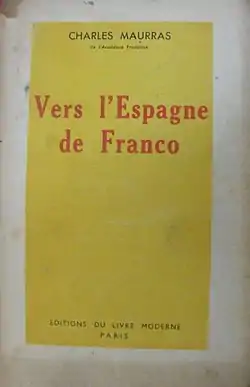 CHARLES MAURRAS
de l'Académie Française
Vers l'Espagne
de Franco
EDITIONS DU LIVRE MODERNE
PARIS